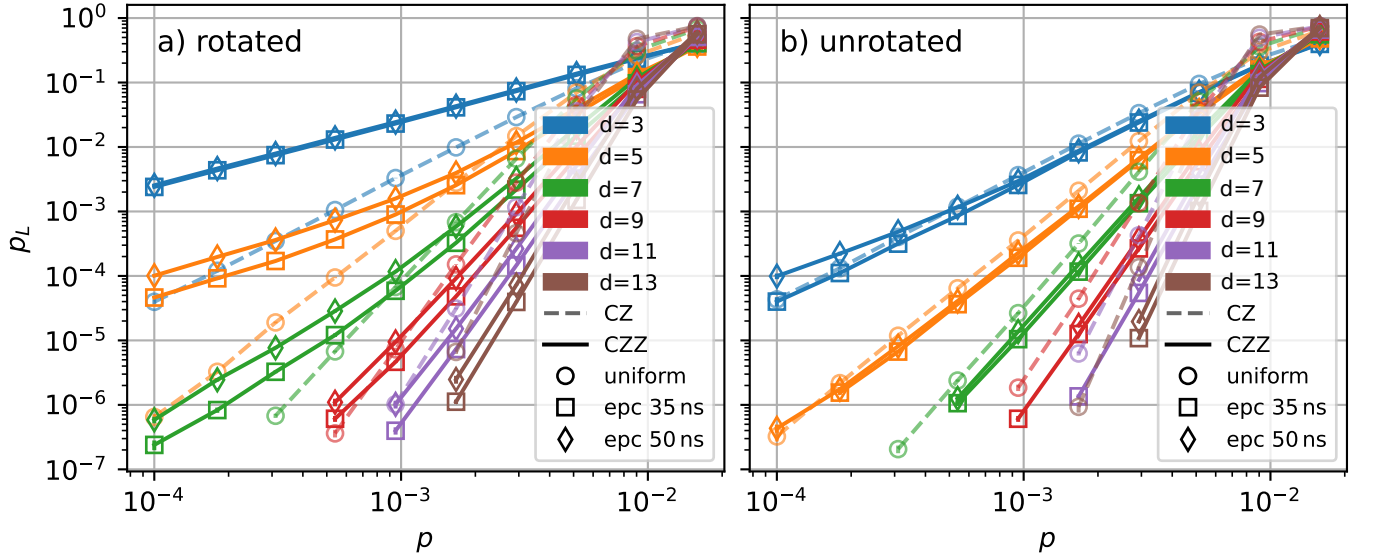 a) rotated
b) unrotated
10⁰
10⁻¹
10⁻²
10⁻³
10⁻⁴
10⁻⁵
10⁻⁶
10⁻⁷
p_L
d=3
d=5
d=7
d=9
d=11
d=13
CZ
CZZ
uniform
epc 35 ns
epc 50 ns
d=3
d=5
d=7
d=9
d=11
d=13
CZ
CZZ
uniform
epc 35 ns
epc 50 ns
10⁻⁴
10⁻³
10⁻²
10⁻⁴
10⁻³
10⁻²
p
p